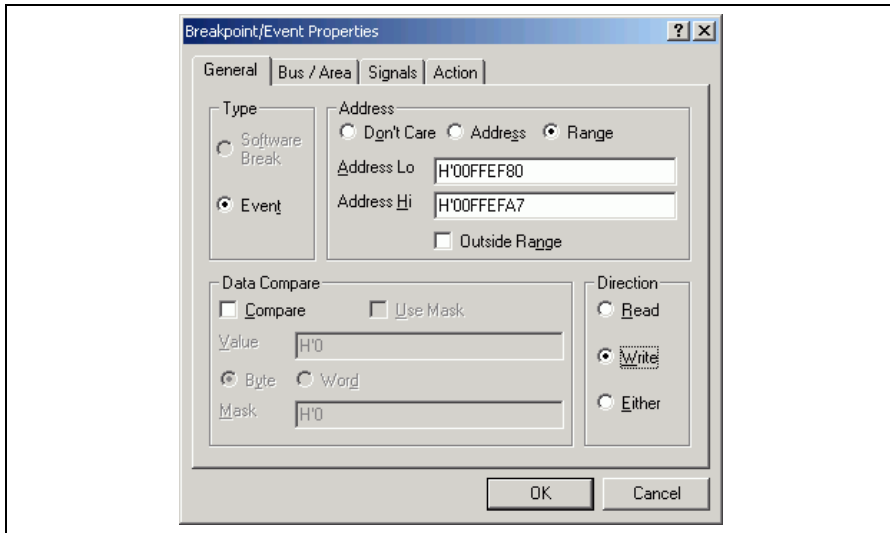 Breakpoint/Event Properties
General Bus / Area Signals Action
Type
Software Break
Event
Address
Don't Care Address Range
Address Lo H'00FFEF80
Address Hi H'00FFEFA7
Outside Range
Data Compare
Compare Use Mask
Value H'0
Byte Word
Mask H'0
Direction
Read
Write
Either
OK Cancel